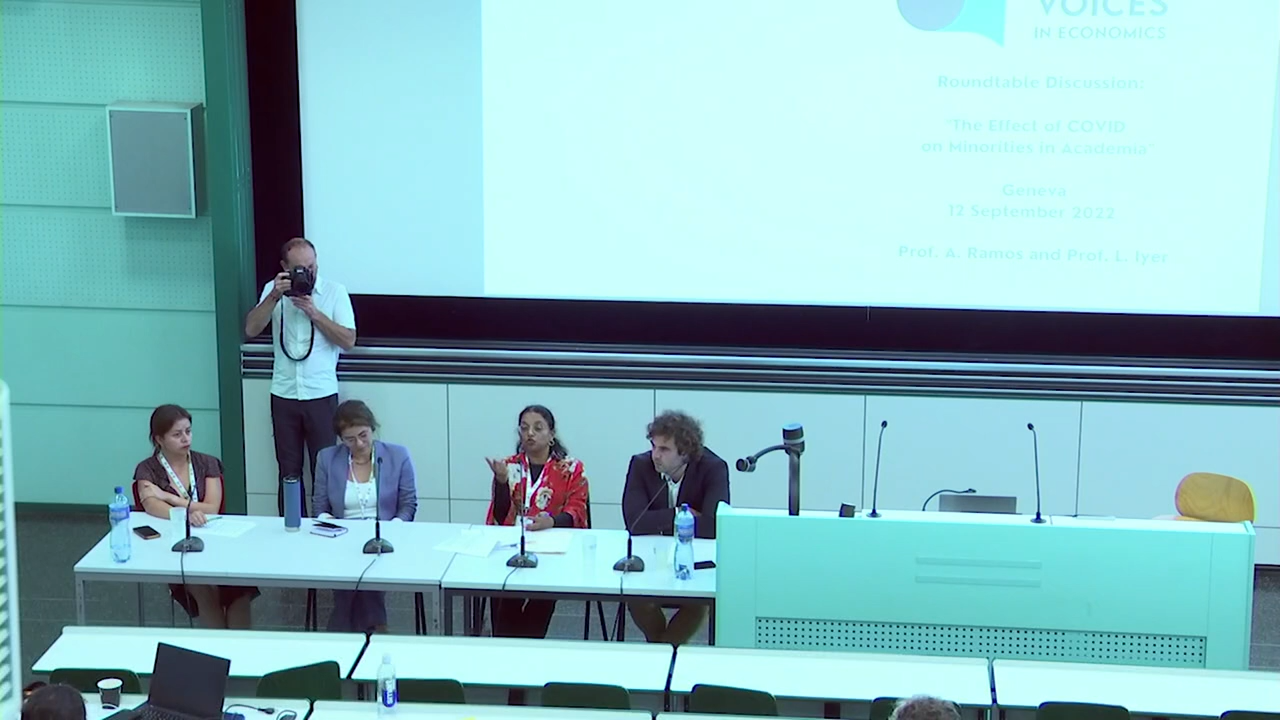 VOICES
IN ECONOMICS
Roundtable Discussion:
"The Effect of COVID
on Minorities in Academia"
Geneva
12 September 2022
Prof. A. Ramos and Prof. L. Iyer